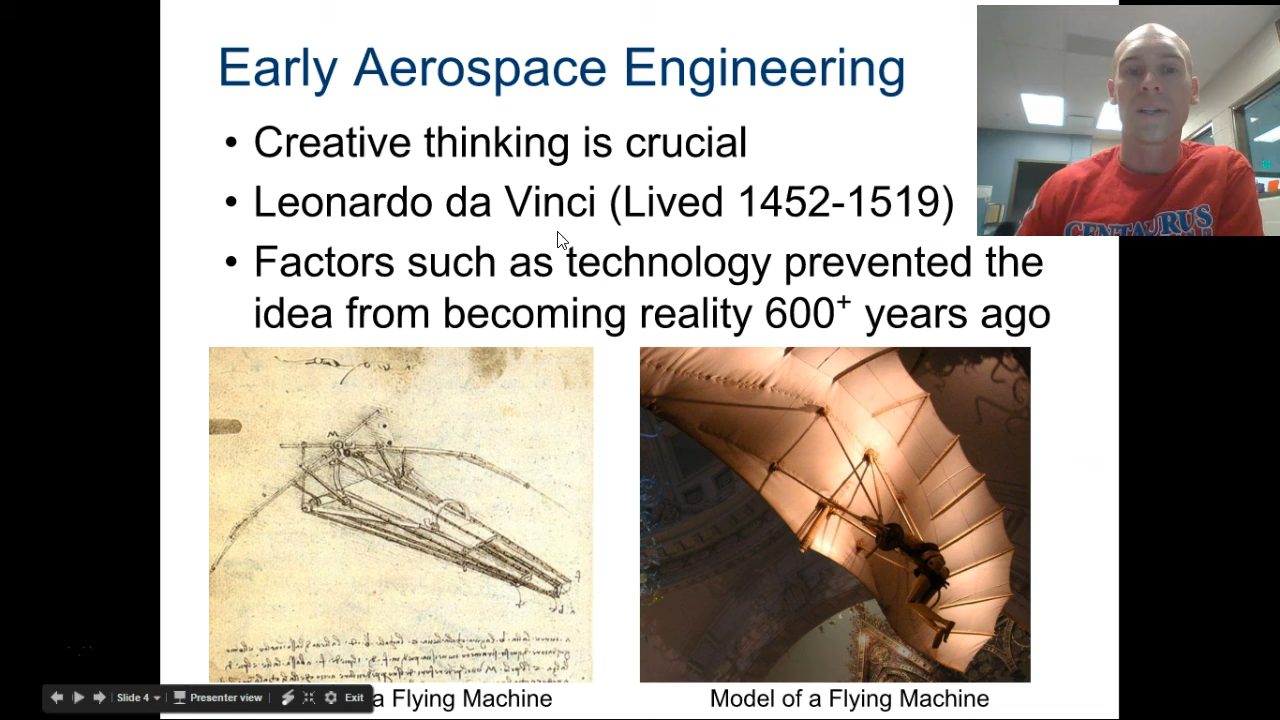 Early Aerospace Engineering
• Creative thinking is crucial
• Leonardo da Vinci (Lived 1452-1519)
• Factors such as technology prevented the
idea from becoming reality 600+ years ago
CENTAURUS
M
a Flying Machine
Model of a Flying Machine
Slide 4
Presenter view
Exit